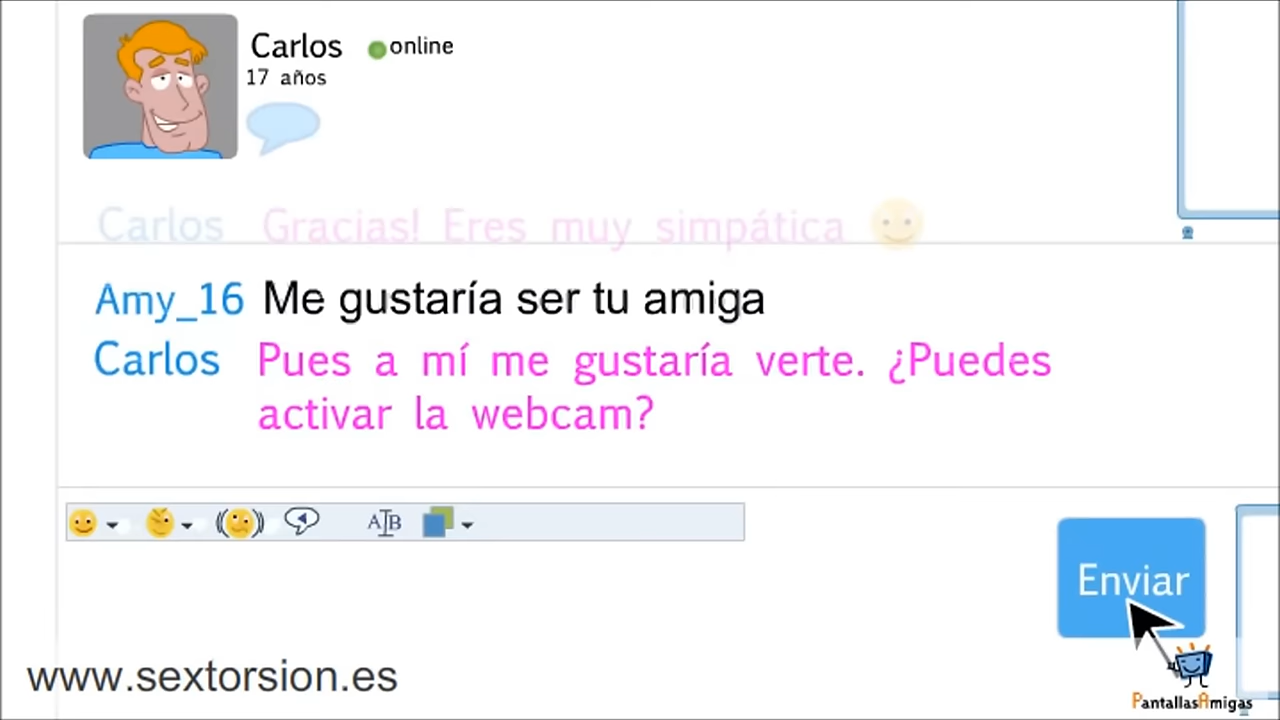 Carlos online
17 años
Carlos Gracias! Eres muy simpática
Amy_16 Me gustaría ser tu amiga
Carlos Pues a mí me gustaría verte. ¿Puedes
activar la webcam?
AIB
Enviar
www.sextorsion.es
PantallasAmigas